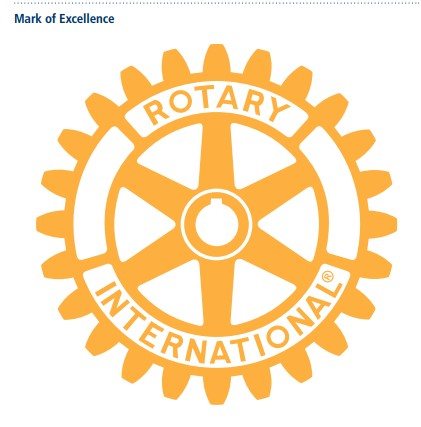 Mark of Excellence
ROTARY
INTERNATIONAL®